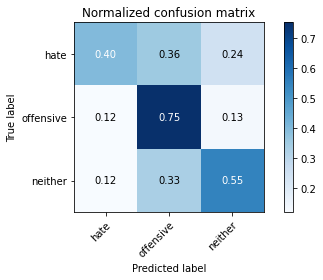 Normalized confusion matrix
hate 0.40 0.36 0.24
offensive 0.12 0.75 0.13
neither 0.12 0.33 0.55
hate offensive neither
True label
Predicted label
0.7
0.6
0.5
0.4
0.3
0.2